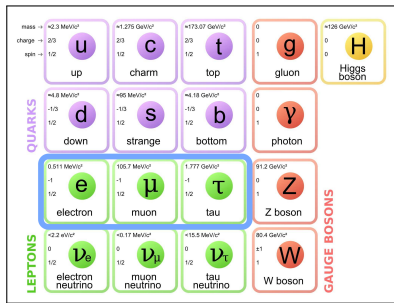 mass → ≈2.3 MeV/c² ≈1.275 GeV/c² ≈173.07 GeV/c² 0 ≈126 GeV/c²
charge → 2/3 2/3 2/3 0 0
spin → 1/2 1/2 1/2 1 0
u c t g H
up charm top gluon Higgs boson
≈4.8 MeV/c² ≈95 MeV/c² ≈4.18 GeV/c² 0
-1/3 -1/3 -1/3 0
1/2 1/2 1/2 1
d s b γ
down strange bottom photon
QUARKS
0.511 MeV/c² 105.7 MeV/c² 1.777 GeV/c² 91.2 GeV/c²
-1 -1 -1 0
1/2 1/2 1/2 1
e μ τ Z
electron muon tau Z boson
<2.2 eV/c² <0.17 MeV/c² <15.5 MeV/c² 80.4 GeV/c²
0 0 0 ±1
1/2 1/2 1/2 1
νe νμ ντ W
electron neutrino muon neutrino tau neutrino W boson
LEPTONS
GAUGE BOSONS